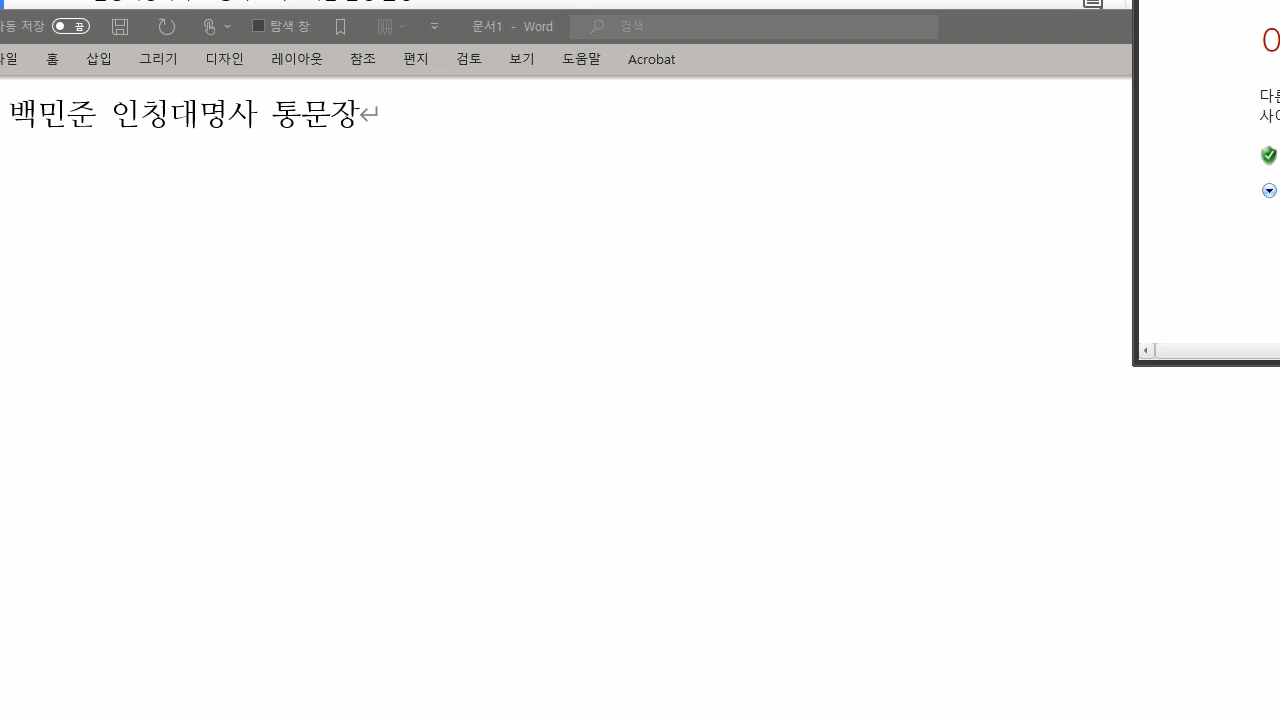 자동 저장 끔 탐색 창 문서1 - Word 검색
파일 홈 삽입 그리기 디자인 레이아웃 참조 편지 검토 보기 도움말 Acrobat
백민준 인칭대명사 통문장↵